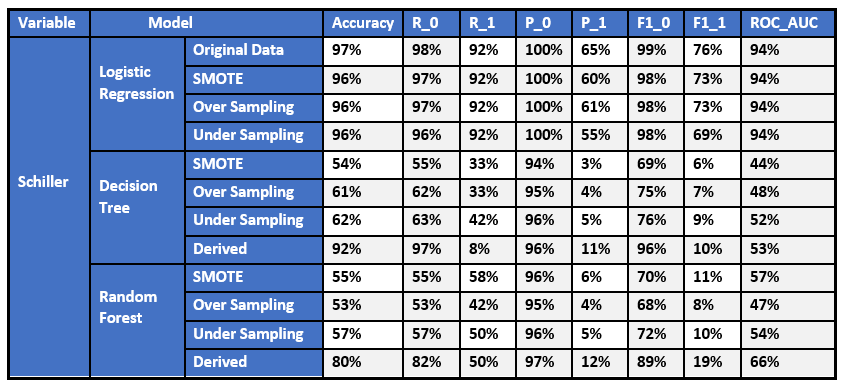 Variable Model Accuracy R_0 R_1 P_0 P_1 F1_0 F1_1 ROC_AUC
Schiller
Logistic Regression
Original Data 97% 98% 92% 100% 65% 99% 76% 94%
SMOTE 96% 97% 92% 100% 60% 98% 73% 94%
Over Sampling 96% 97% 92% 100% 61% 98% 73% 94%
Under Sampling 96% 96% 92% 100% 55% 98% 69% 94%
Decision Tree
SMOTE 54% 55% 33% 94% 3% 69% 6% 44%
Over Sampling 61% 62% 33% 95% 4% 75% 7% 48%
Under Sampling 62% 63% 42% 96% 5% 76% 9% 52%
Derived 92% 97% 8% 96% 11% 96% 10% 53%
Random Forest
SMOTE 55% 55% 58% 96% 6% 70% 11% 57%
Over Sampling 53% 53% 42% 95% 4% 68% 8% 47%
Under Sampling 57% 57% 50% 96% 5% 72% 10% 54%
Derived 80% 82% 50% 97% 12% 89% 19% 66%